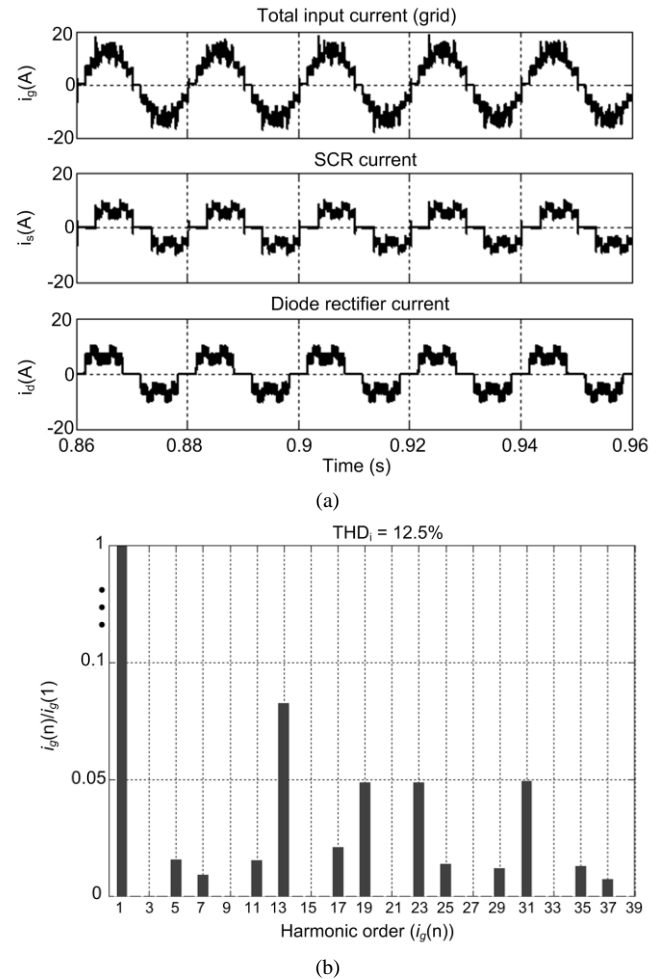 Total input current (grid)
20
0
-20
i_g(A)
SCR current
20
0
-20
i_s(A)
Diode rectifier current
20
0
-20
i_d(A)
0.86 0.88 0.9 0.92 0.94 0.96
Time (s)
(a)
THD_i = 12.5%
1
0.1
0.05
0
i_g(n)/i_g(1)
1 3 5 7 9 11 13 15 17 19 21 23 25 27 29 31 33 35 37 39
Harmonic order (i_g(n))
(b)